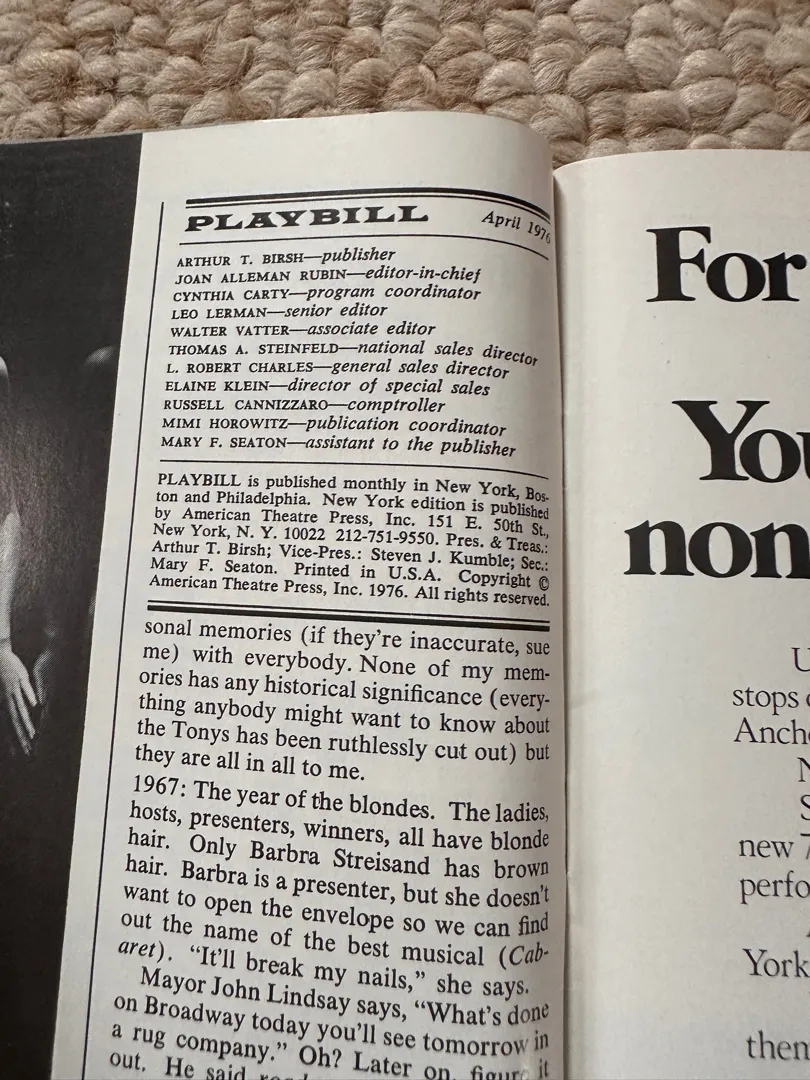 PLAYBILL April 1976
ARTHUR T. BIRSH—publisher
JOAN ALLEMAN RUBIN—editor-in-chief
CYNTHIA CARTY—program coordinator
LEO LERMAN—senior editor
WALTER VATTER—associate editor
THOMAS A. STEINFELD—national sales director
L. ROBERT CHARLES—general sales director
ELAINE KLEIN—director of special sales
RUSSELL CANNIZZARO—comptroller
MIMI HOROWITZ—publication coordinator
MARY F. SEATON—assistant to the publisher
PLAYBILL is published monthly in New York, Bos-
ton and Philadelphia. New York edition is published
by American Theatre Press, Inc. 151 E. 50th St.,
New York, N. Y. 10022 212-751-9550. Pres. & Treas.:
Arthur T. Birsh; Vice-Pres.: Steven J. Kumble; Sec.:
Mary F. Seaton. Printed in U.S.A. Copyright ©
American Theatre Press, Inc. 1976. All rights reserved.
sonal memories (if they're inaccurate, sue
me) with everybody. None of my mem-
ories has any historical significance (every-
thing anybody might want to know about
the Tonys has been ruthlessly cut out) but
they are all in all to me.
1967: The year of the blondes. The ladies,
hosts, presenters, winners, all have blonde
hair. Only Barbra Streisand has brown
hair. Barbra is a presenter, but she doesn't
want to open the envelope so we can find
out the name of the best musical (Cab-
aret). "It'll break my nails," she says.
Mayor John Lindsay says, "What's done
on Broadway today you'll see tomorrow in
a rug company." Oh? Later on, figure it
out. He said
For
stops
new
York
then